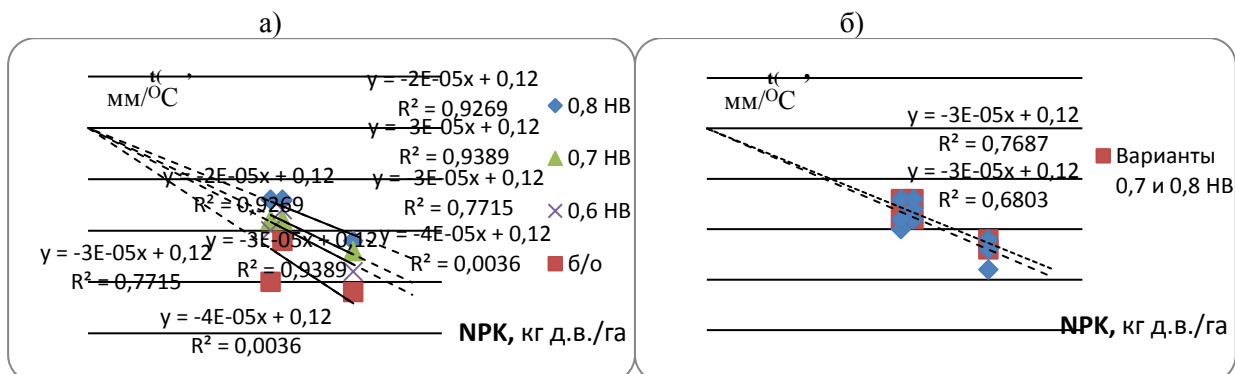 а)
t( ,
мм/ᴼС
y = -2E-05x + 0,12
R² = 0,9269
y = -3E-05x + 0,12
R² = 0,9389
y = -3E-05x + 0,12
R² = 0,7715
y = -4E-05x + 0,12
R² = 0,0036
y = -2E-05x + 0,12
R² = 0,9269
y = -3E-05x + 0,12
R² = 0,9389
y = -3E-05x + 0,12
R² = 0,7715
y = -4E-05x + 0,12
R² = 0,0036
0,8 НВ
0,7 НВ
0,6 НВ
б/о
NPK, кг д.в./га
б)
t( ,
мм/ᴼС
y = -3E-05x + 0,12
R² = 0,7687
y = -3E-05x + 0,12
R² = 0,6803
Варианты
0,7 и 0,8 НВ
NPK, кг д.в./га